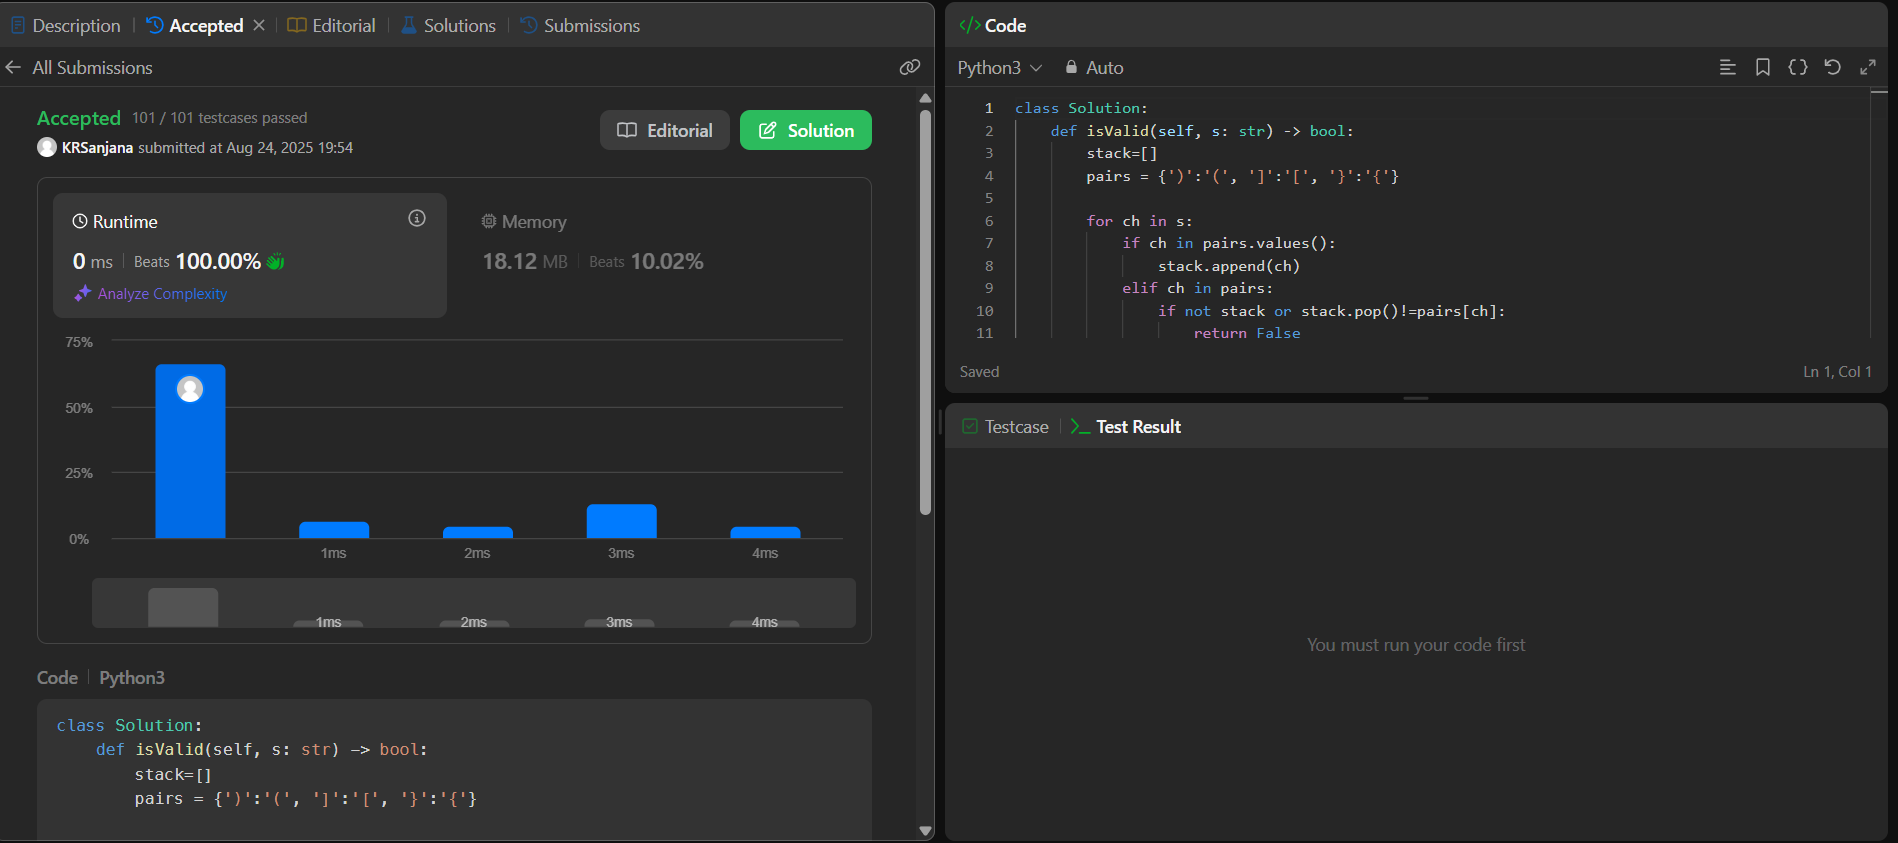 Description | Accepted × | Editorial | Solutions | Submissions
All Submissions
Accepted 101 / 101 testcases passed
KRSanjana submitted at Aug 24, 2025 19:54
Editorial
Solution
Runtime
0 ms | Beats 100.00%
Analyze Complexity
Memory
18.12 MB | Beats 10.02%
75%
50%
25%
0%
1ms 2ms 3ms 4ms
1ms 2ms 3ms 4ms
Code | Python3
class Solution:
    def isValid(self, s: str) -> bool:
        stack=[]
        pairs = {')':'(', ']':'[', '}':'{'}
</> Code
Python3 Auto
1 class Solution:
2     def isValid(self, s: str) -> bool:
3         stack=[]
4         pairs = {')':'(', ']':'[', '}':'{'}
5
6         for ch in s:
7             if ch in pairs.values():
8                 stack.append(ch)
9             elif ch in pairs:
10                 if not stack or stack.pop()!=pairs[ch]:
11                     return False
Saved Ln 1, Col 1
Testcase | >_ Test Result
You must run your code first